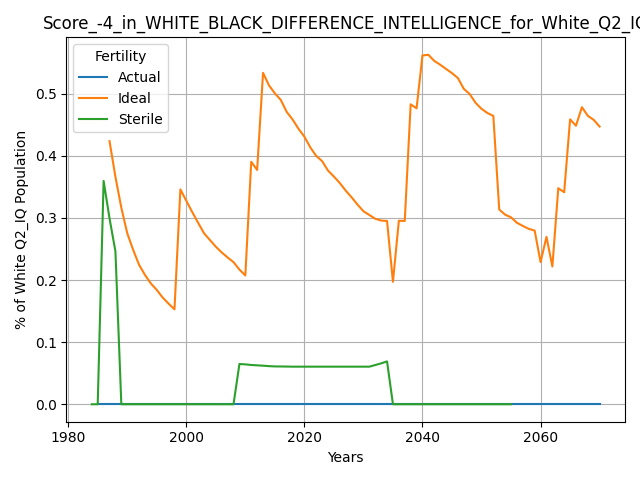 Score_-4_in_WHITE_BLACK_DIFFERENCE_INTELLIGENCE_for_White_Q2_IQ
Fertility
Actual
Ideal
Sterile
% of White Q2_IQ Population
0.5
0.4
0.3
0.2
0.1
0.0
1980
2000
2020
2040
2060
Years